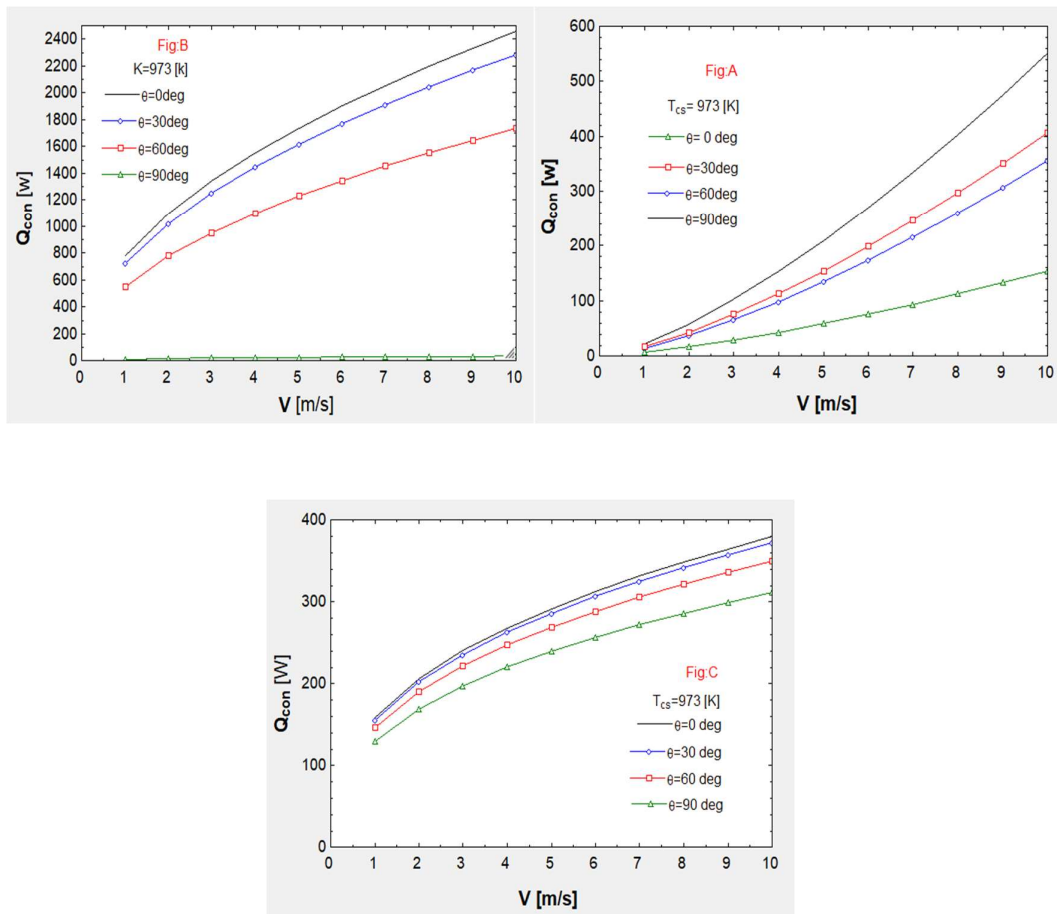 Fig:B
K=973 [k]
θ=0deg
θ=30deg
θ=60deg
θ=90deg
2400
2200
2000
1800
1600
1400
1200
1000
800
600
400
200
0
Qcon [w]
0 1 2 3 4 5 6 7 8 9 10
V [m/s]
Fig:A
Tcs= 973 [K]
θ= 0 deg
θ=30deg
θ=60deg
θ=90deg
600
500
400
300
200
100
0
Qcon [w]
0 1 2 3 4 5 6 7 8 9 10
V [m/s]
400
300
200
100
0
Qcon [W]
Fig:C
Tcs=973 [K]
θ=0 deg
θ=30 deg
θ=60 deg
θ=90 deg
0 1 2 3 4 5 6 7 8 9 10
V [m/s]